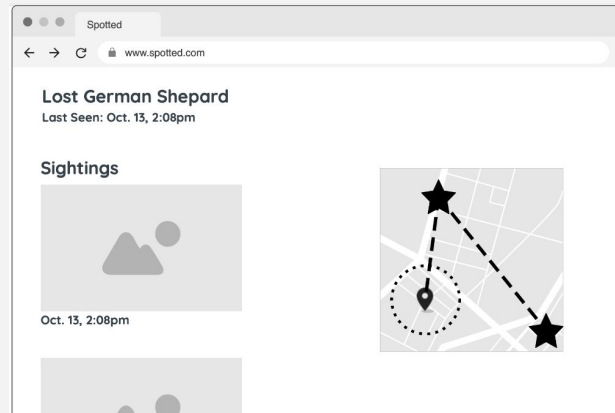 Spotted
www.spotted.com
Lost German Shepard
Last Seen: Oct. 13, 2:08pm
Sightings
Oct. 13, 2:08pm